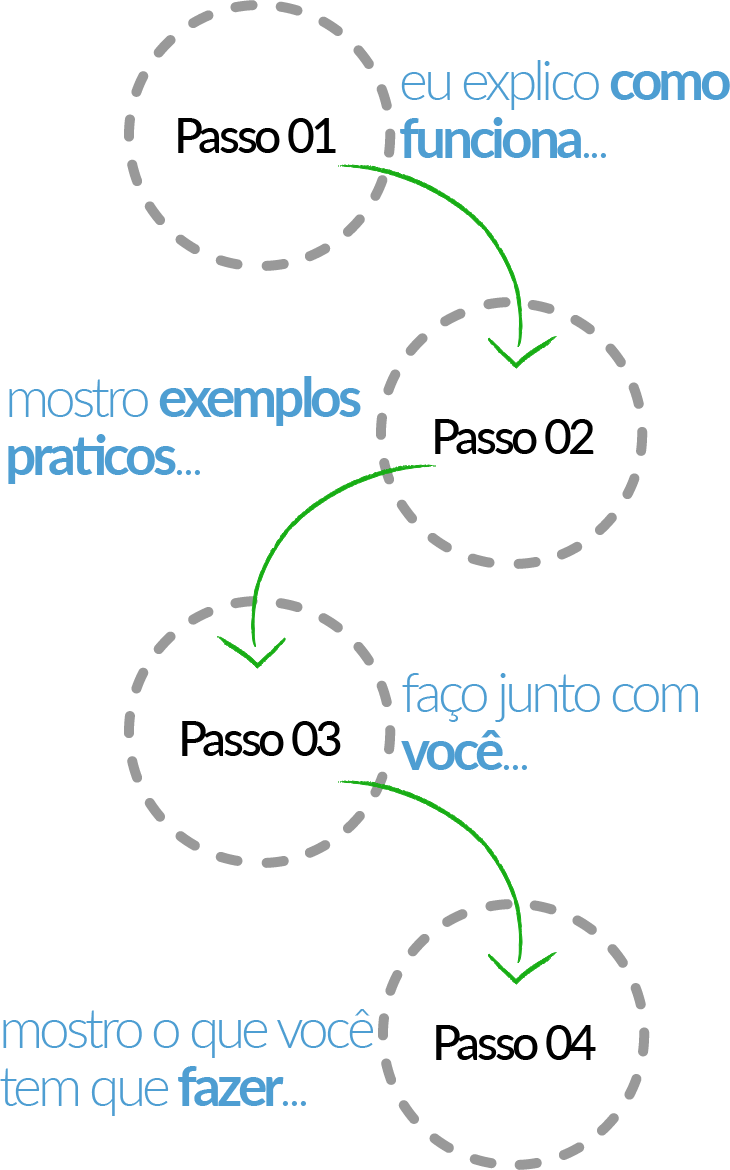 Passo 01
eu explico como
funciona...
Passo 02
mostro exemplos
praticos...
Passo 03
faço junto com
você...
Passo 04
mostro o que você
tem que fazer...